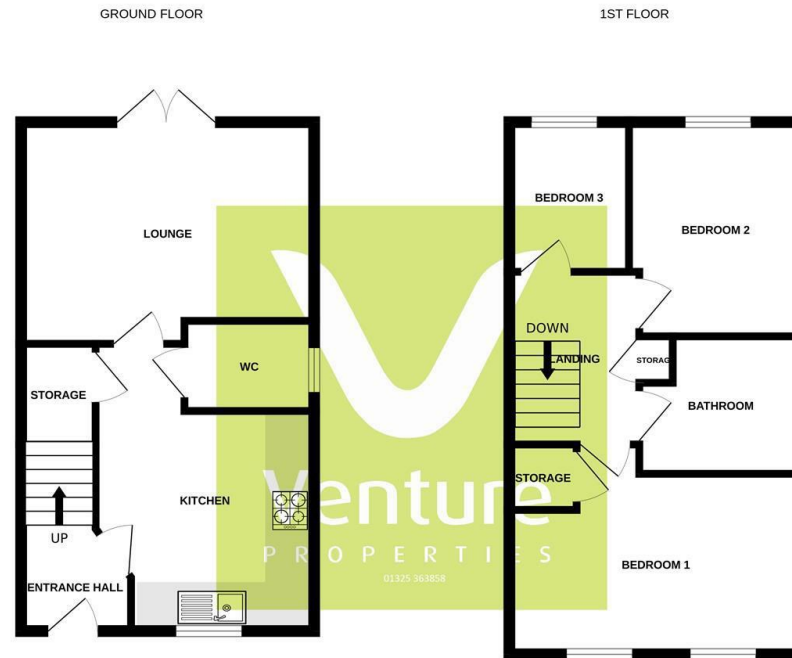 GROUND FLOOR
1ST FLOOR
LOUNGE
WC
STORAGE
KITCHEN
UP
ENTRANCE HALL
BEDROOM 3
BEDROOM 2
DOWN
LANDING
STORAGE
BATHROOM
STORAGE
BEDROOM 1
Venture
PROPERTIES
01325 363858